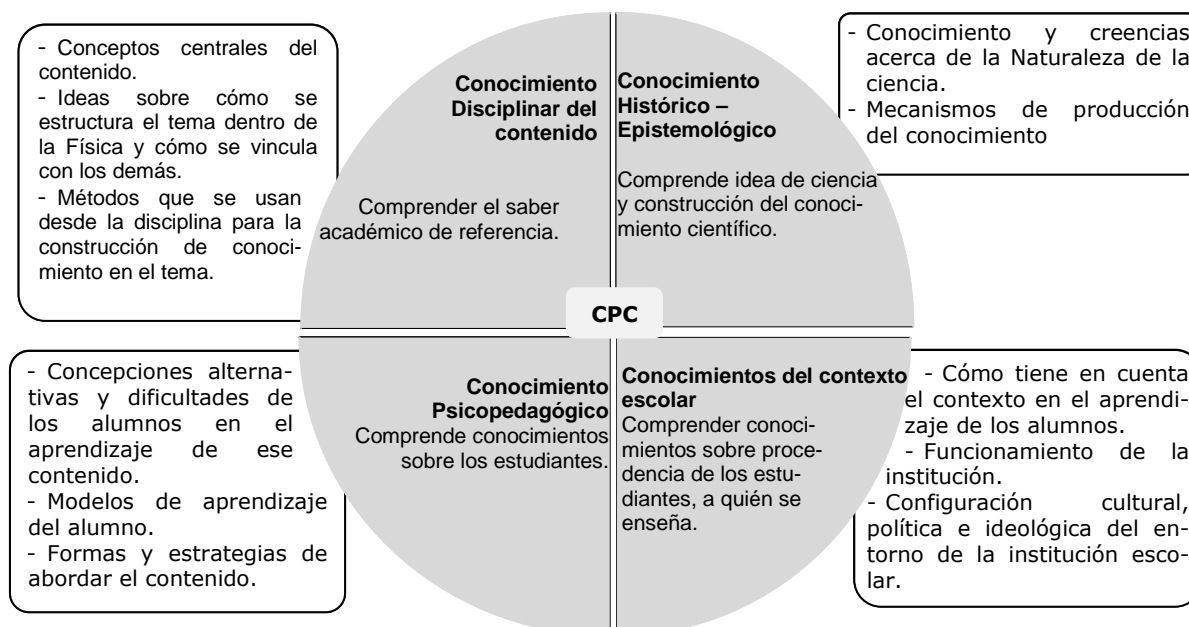 - Conceptos centrales del
contenido.
- Ideas sobre cómo se
estructura el tema dentro de
la Física y cómo se vincula
con los demás.
- Métodos que se usan
desde la disciplina para la
construcción de conoci-
miento en el tema.
Conocimiento
Disciplinar del
contenido
Comprender el saber
académico de referencia.
Conocimiento
Histórico –
Epistemológico
Comprende idea de ciencia
y construcción del conoci-
miento científico.
- Conocimiento y creencias
acerca de la Naturaleza de la
ciencia.
- Mecanismos de producción
del conocimiento
CPC
- Concepciones alterna-
tivas y dificultades de
los alumnos en el
aprendizaje de ese
contenido.
- Modelos de aprendizaje
del alumno.
- Formas y estrategias de
abordar el contenido.
Conocimiento
Psicopedagógico
Comprende conocimientos
sobre los estudiantes.
Conocimientos del contexto
escolar
Comprender conoci-
mientos sobre proce-
dencia de los estu-
diantes, a quién se
enseña.
- Cómo tiene en cuenta
el contexto en el aprendi-
zaje de los alumnos.
- Funcionamiento de la
institución.
- Configuración cultural,
política e ideológica del en-
torno de la institución esco-
lar.